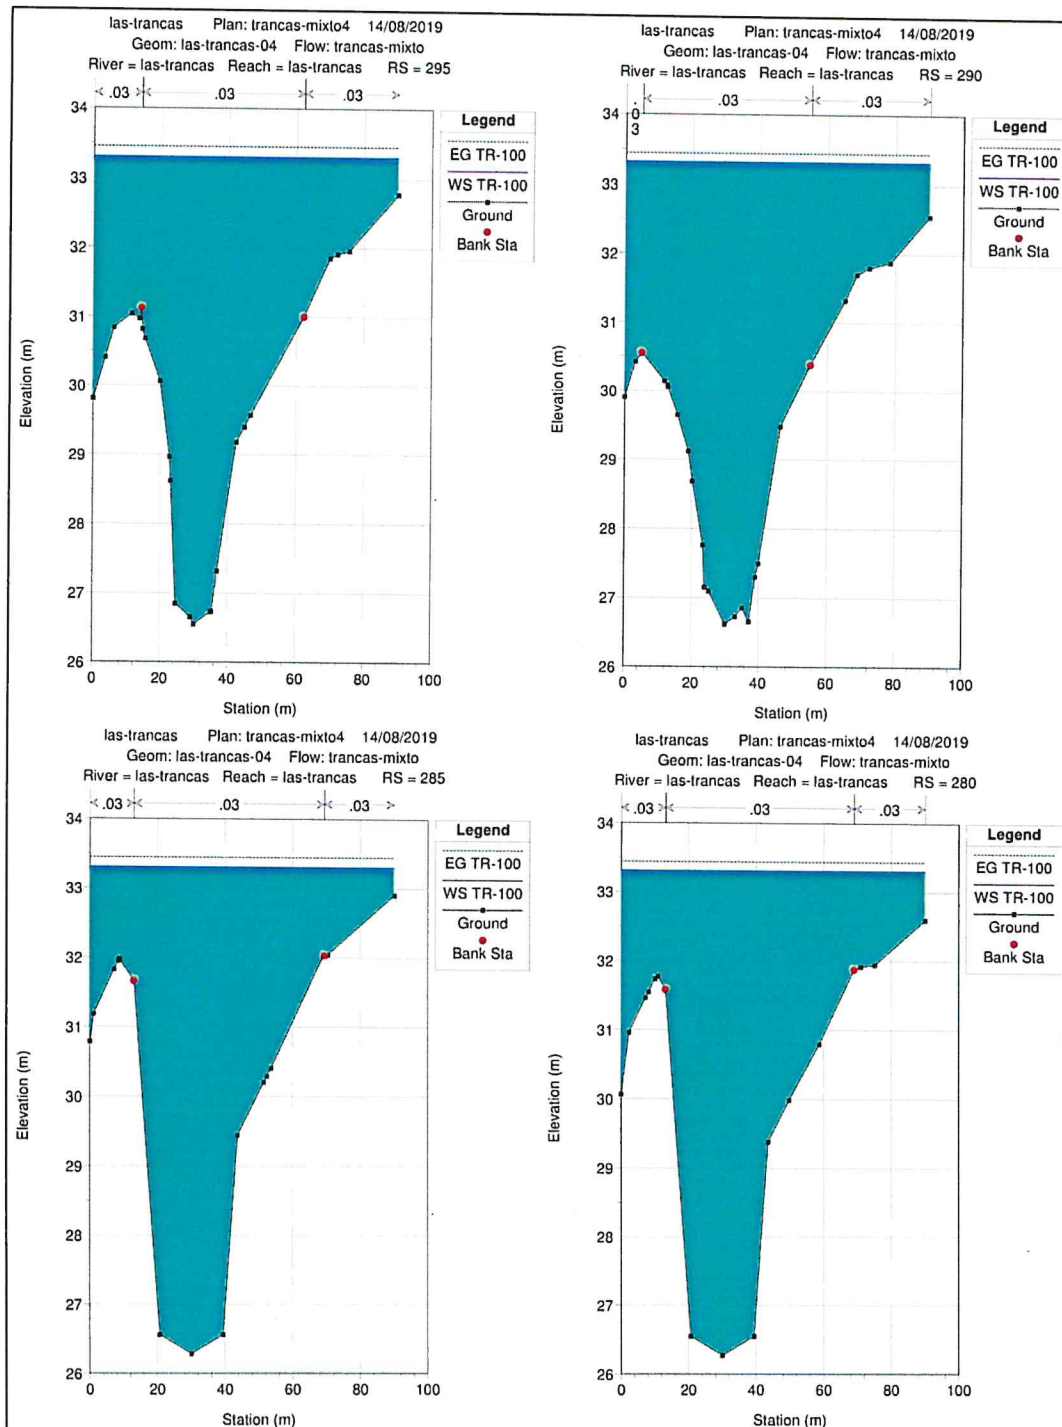 las-trancas Plan: trancas-mixto4 14/08/2019
Geom: las-trancas-04 Flow: trancas-mixto
River = las-trancas Reach = las-trancas RS = 295
.03 .03 .03
34
33
32
31
30
29
28
27
26
Elevation (m)
0 20 40 60 80 100
Station (m)
Legend
EG TR-100
WS TR-100
Ground
Bank Sta
las-trancas Plan: trancas-mixto4 14/08/2019
Geom: las-trancas-04 Flow: trancas-mixto
River = las-trancas Reach = las-trancas RS = 290
.03 .03 .03
34
33
32
31
30
29
28
27
26
Elevation (m)
0 20 40 60 80 100
Station (m)
Legend
EG TR-100
WS TR-100
Ground
Bank Sta
las-trancas Plan: trancas-mixto4 14/08/2019
Geom: las-trancas-04 Flow: trancas-mixto
River = las-trancas Reach = las-trancas RS = 285
.03 .03 .03
34
33
32
31
30
29
28
27
26
Elevation (m)
0 20 40 60 80 100
Station (m)
Legend
EG TR-100
WS TR-100
Ground
Bank Sta
las-trancas Plan: trancas-mixto4 14/08/2019
Geom: las-trancas-04 Flow: trancas-mixto
River = las-trancas Reach = las-trancas RS = 280
.03 .03 .03
34
33
32
31
30
29
28
27
26
Elevation (m)
0 20 40 60 80 100
Station (m)
Legend
EG TR-100
WS TR-100
Ground
Bank Sta